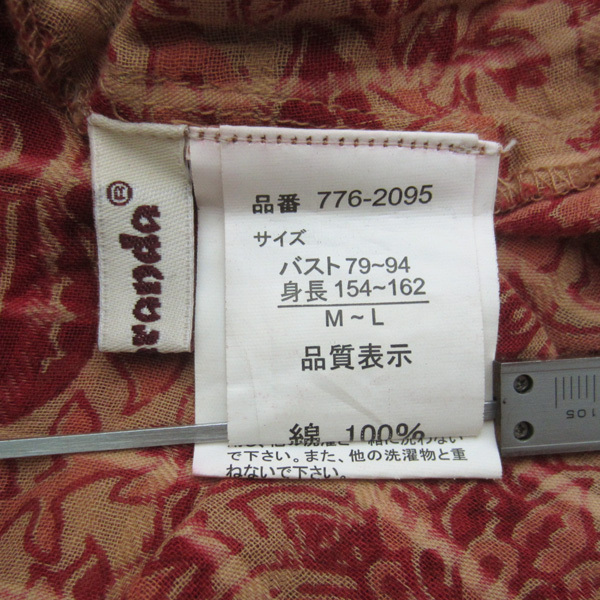 randa®
品番 776-2095
サイズ
バスト 79~94
身長 154~162
M ~ L
品質表示
綿 100%
で下さい。また、他の洗濯物と重
ねないで下さい。
105